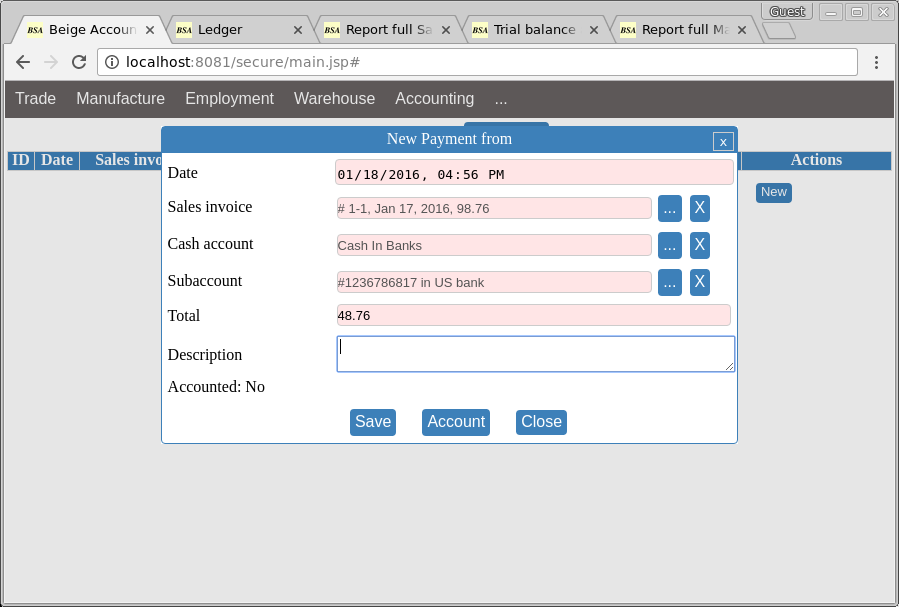 Guest
BSA Beige Accoun
BSA Ledger
BSA Report full Sa
BSA Trial balance
BSA Report full Ma
localhost:8081/secure/main.jsp#
Trade Manufacture Employment Warehouse Accounting ...
New Payment from x
ID Date Sales invo Actions
Date 01/18/2016, 04:56 PM
New
Sales invoice # 1-1, Jan 17, 2016, 98.76 ... X
Cash account Cash In Banks ... X
Subaccount #1236786817 in US bank ... X
Total 48.76
Description
Accounted: No
Save Account Close